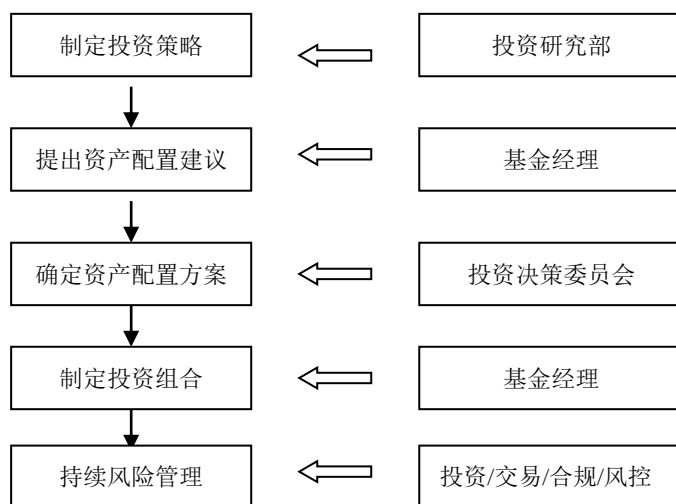 制定投资策略
投资研究部
提出资产配置建议
基金经理
确定资产配置方案
投资决策委员会
制定投资组合
基金经理
持续风险管理
投资/交易/合规/风控